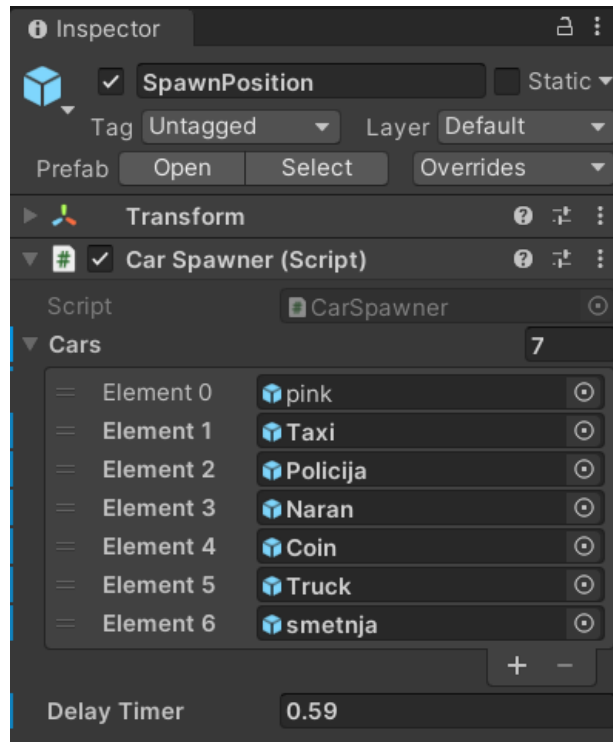 Inspector
SpawnPosition Static
Tag Untagged Layer Default
Prefab Open Select Overrides
Transform
# Car Spawner (Script)
Script # CarSpawner
Cars 7
Element 0 pink
Element 1 Taxi
Element 2 Policija
Element 3 Naran
Element 4 Coin
Element 5 Truck
Element 6 smetnja
+ −
Delay Timer 0.59